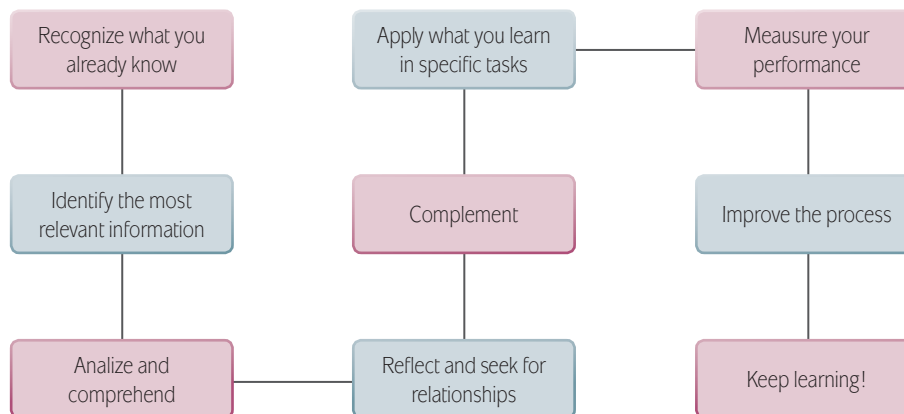 Recognize what you
already know
Identify the most
relevant information
Analize and
comprehend
Reflect and seek for
relationships
Complement
Apply what you learn
in specific tasks
Meausure your
performance
Improve the process
Keep learning!